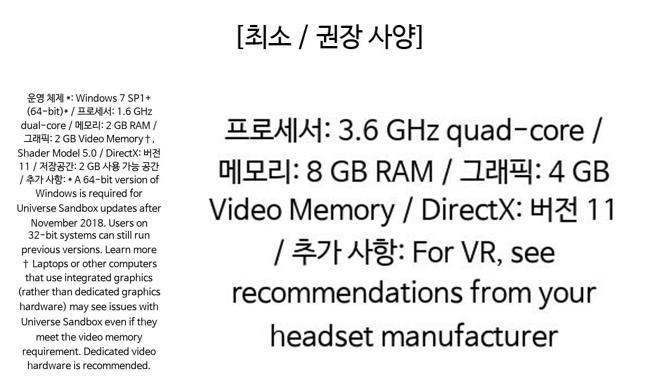 [최소 / 권장 사양]
운영 체제 *: Windows 7 SP1+
(64-bit)* / 프로세서: 1.6 GHz
dual-core / 메모리: 2 GB RAM /
그래픽: 2 GB Video Memory†,
Shader Model 5.0 / DirectX: 버전
11 / 저장공간: 2 GB 사용 가능 공간
/ 추가 사항: * A 64-bit version of
Windows is required for
Universe Sandbox updates after
November 2018. Users on
32-bit systems can still run
previous versions. Learn more
† Laptops or other computers
that use integrated graphics
(rather than dedicated graphics
hardware) may see issues with
Universe Sandbox even if they
meet the video memory
requirement. Dedicated video
hardware is recommended.
프로세서: 3.6 GHz quad-core /
메모리: 8 GB RAM / 그래픽: 4 GB
Video Memory / DirectX: 버전 11
/ 추가 사항: For VR, see
recommendations from your
headset manufacturer